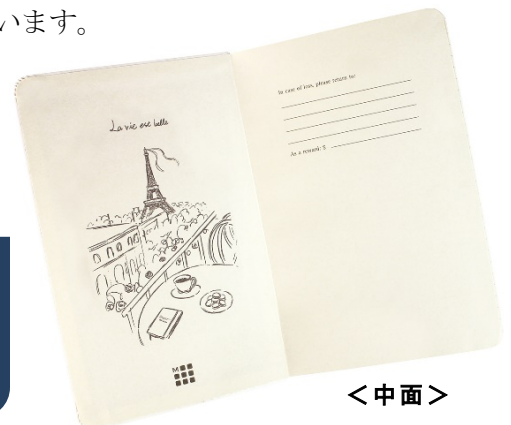 います。
La vie est belle
In case of loss, please return to:
As a reward: $
M
＜中面＞